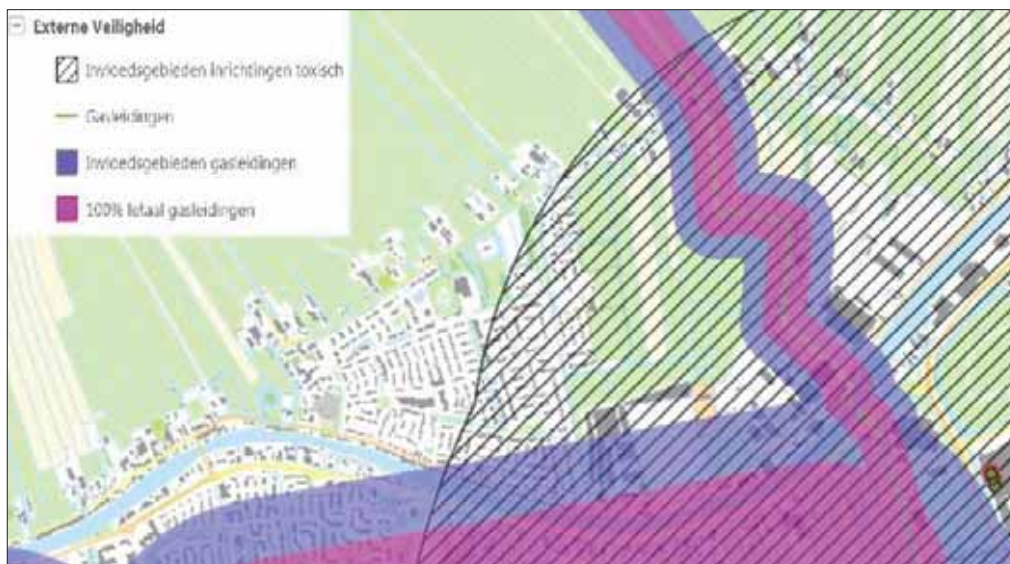 Externe Veiligheid
Invloedsgebieden inrichtingen toxisch
Gasleidingen
Invloedsgebieden gasleidingen
100% letaal gasleidingen